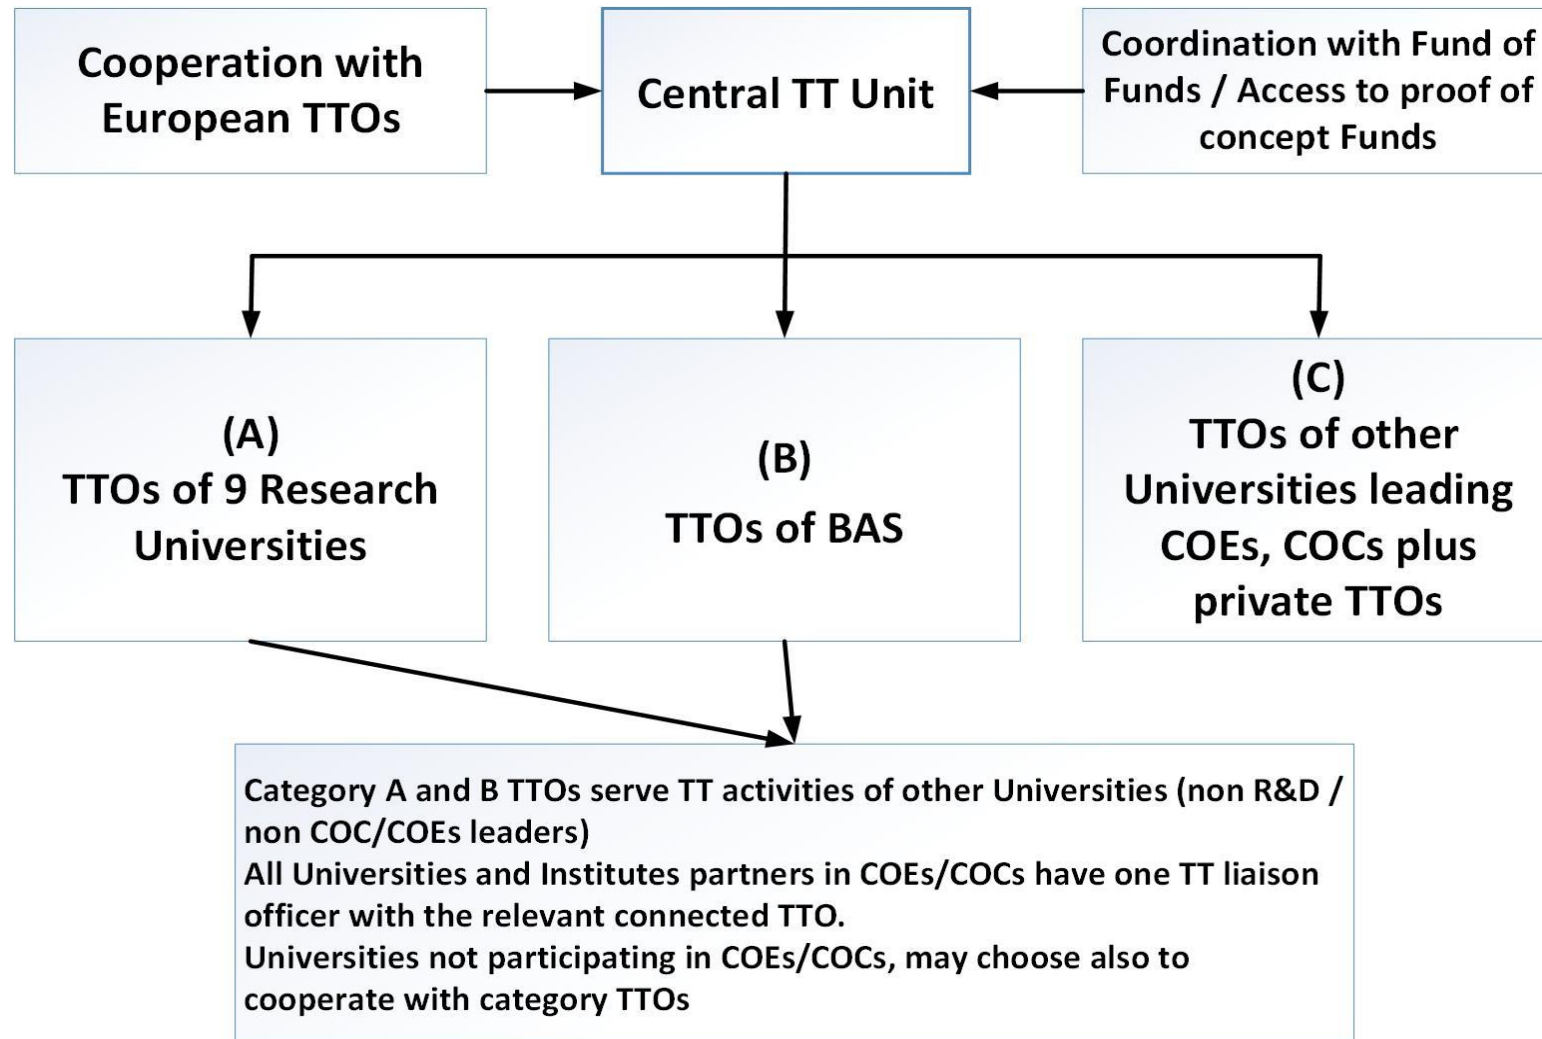 Cooperation with
European TTOs
Central TT Unit
Coordination with Fund of
Funds / Access to proof of
concept Funds
(A)
TTOs of 9 Research
Universities
(B)
TTOs of BAS
(C)
TTOs of other
Universities leading
COEs, COCs plus
private TTOs
Category A and B TTOs serve TT activities of other Universities (non R&D /
non COC/COEs leaders)
All Universities and Institutes partners in COEs/COCs have one TT liaison
officer with the relevant connected TTO.
Universities not participating in COEs/COCs, may choose also to
cooperate with category TTOs